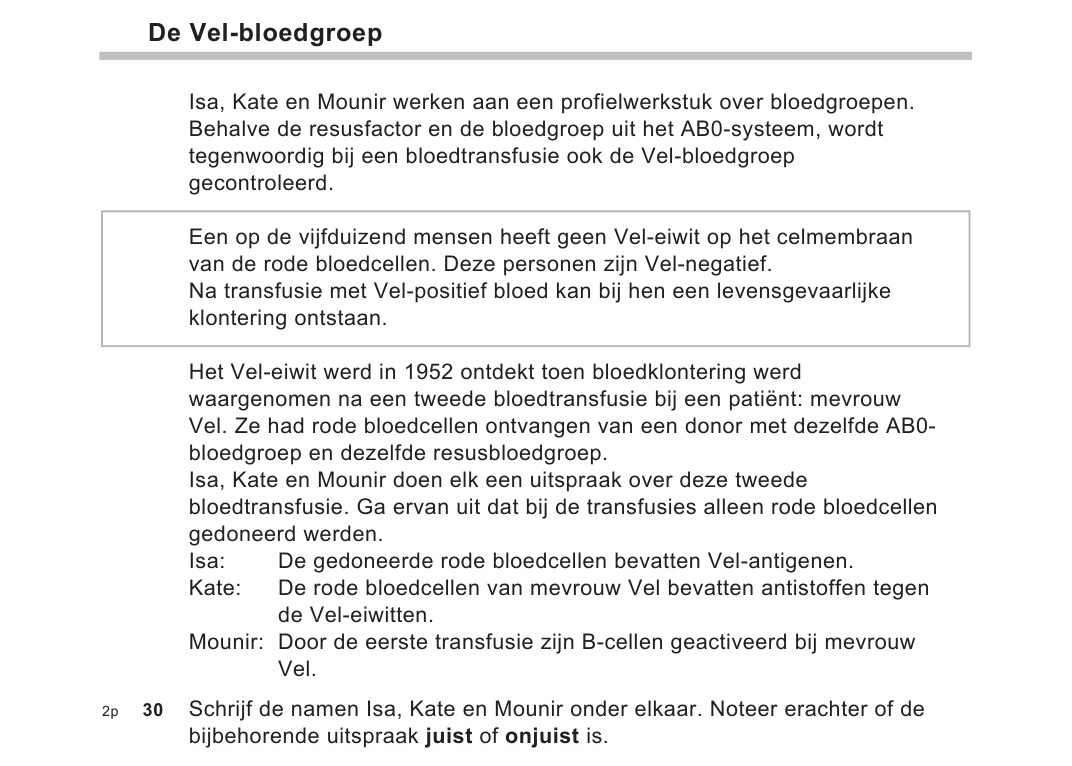 De Vel-bloedgroep
Isa, Kate en Mounir werken aan een profielwerkstuk over bloedgroepen.
Behalve de resusfactor en de bloedgroep uit het AB0-systeem, wordt
tegenwoordig bij een bloedtransfusie ook de Vel-bloedgroep
gecontroleerd.
Een op de vijfduizend mensen heeft geen Vel-eiwit op het celmembraan
van de rode bloedcellen. Deze personen zijn Vel-negatief.
Na transfusie met Vel-positief bloed kan bij hen een levensgevaarlijke
klontering ontstaan.
Het Vel-eiwit werd in 1952 ontdekt toen bloedklontering werd
waargenomen na een tweede bloedtransfusie bij een patiënt: mevrouw
Vel. Ze had rode bloedcellen ontvangen van een donor met dezelfde AB0-
bloedgroep en dezelfde resusbloedgroep.
Isa, Kate en Mounir doen elk een uitspraak over deze tweede
bloedtransfusie. Ga ervan uit dat bij de transfusies alleen rode bloedcellen
gedoneerd werden.
Isa: De gedoneerde rode bloedcellen bevatten Vel-antigenen.
Kate: De rode bloedcellen van mevrouw Vel bevatten antistoffen tegen
de Vel-eiwitten.
Mounir: Door de eerste transfusie zijn B-cellen geactiveerd bij mevrouw
Vel.
2p 30 Schrijf de namen Isa, Kate en Mounir onder elkaar. Noteer erachter of de
bijbehorende uitspraak juist of onjuist is.